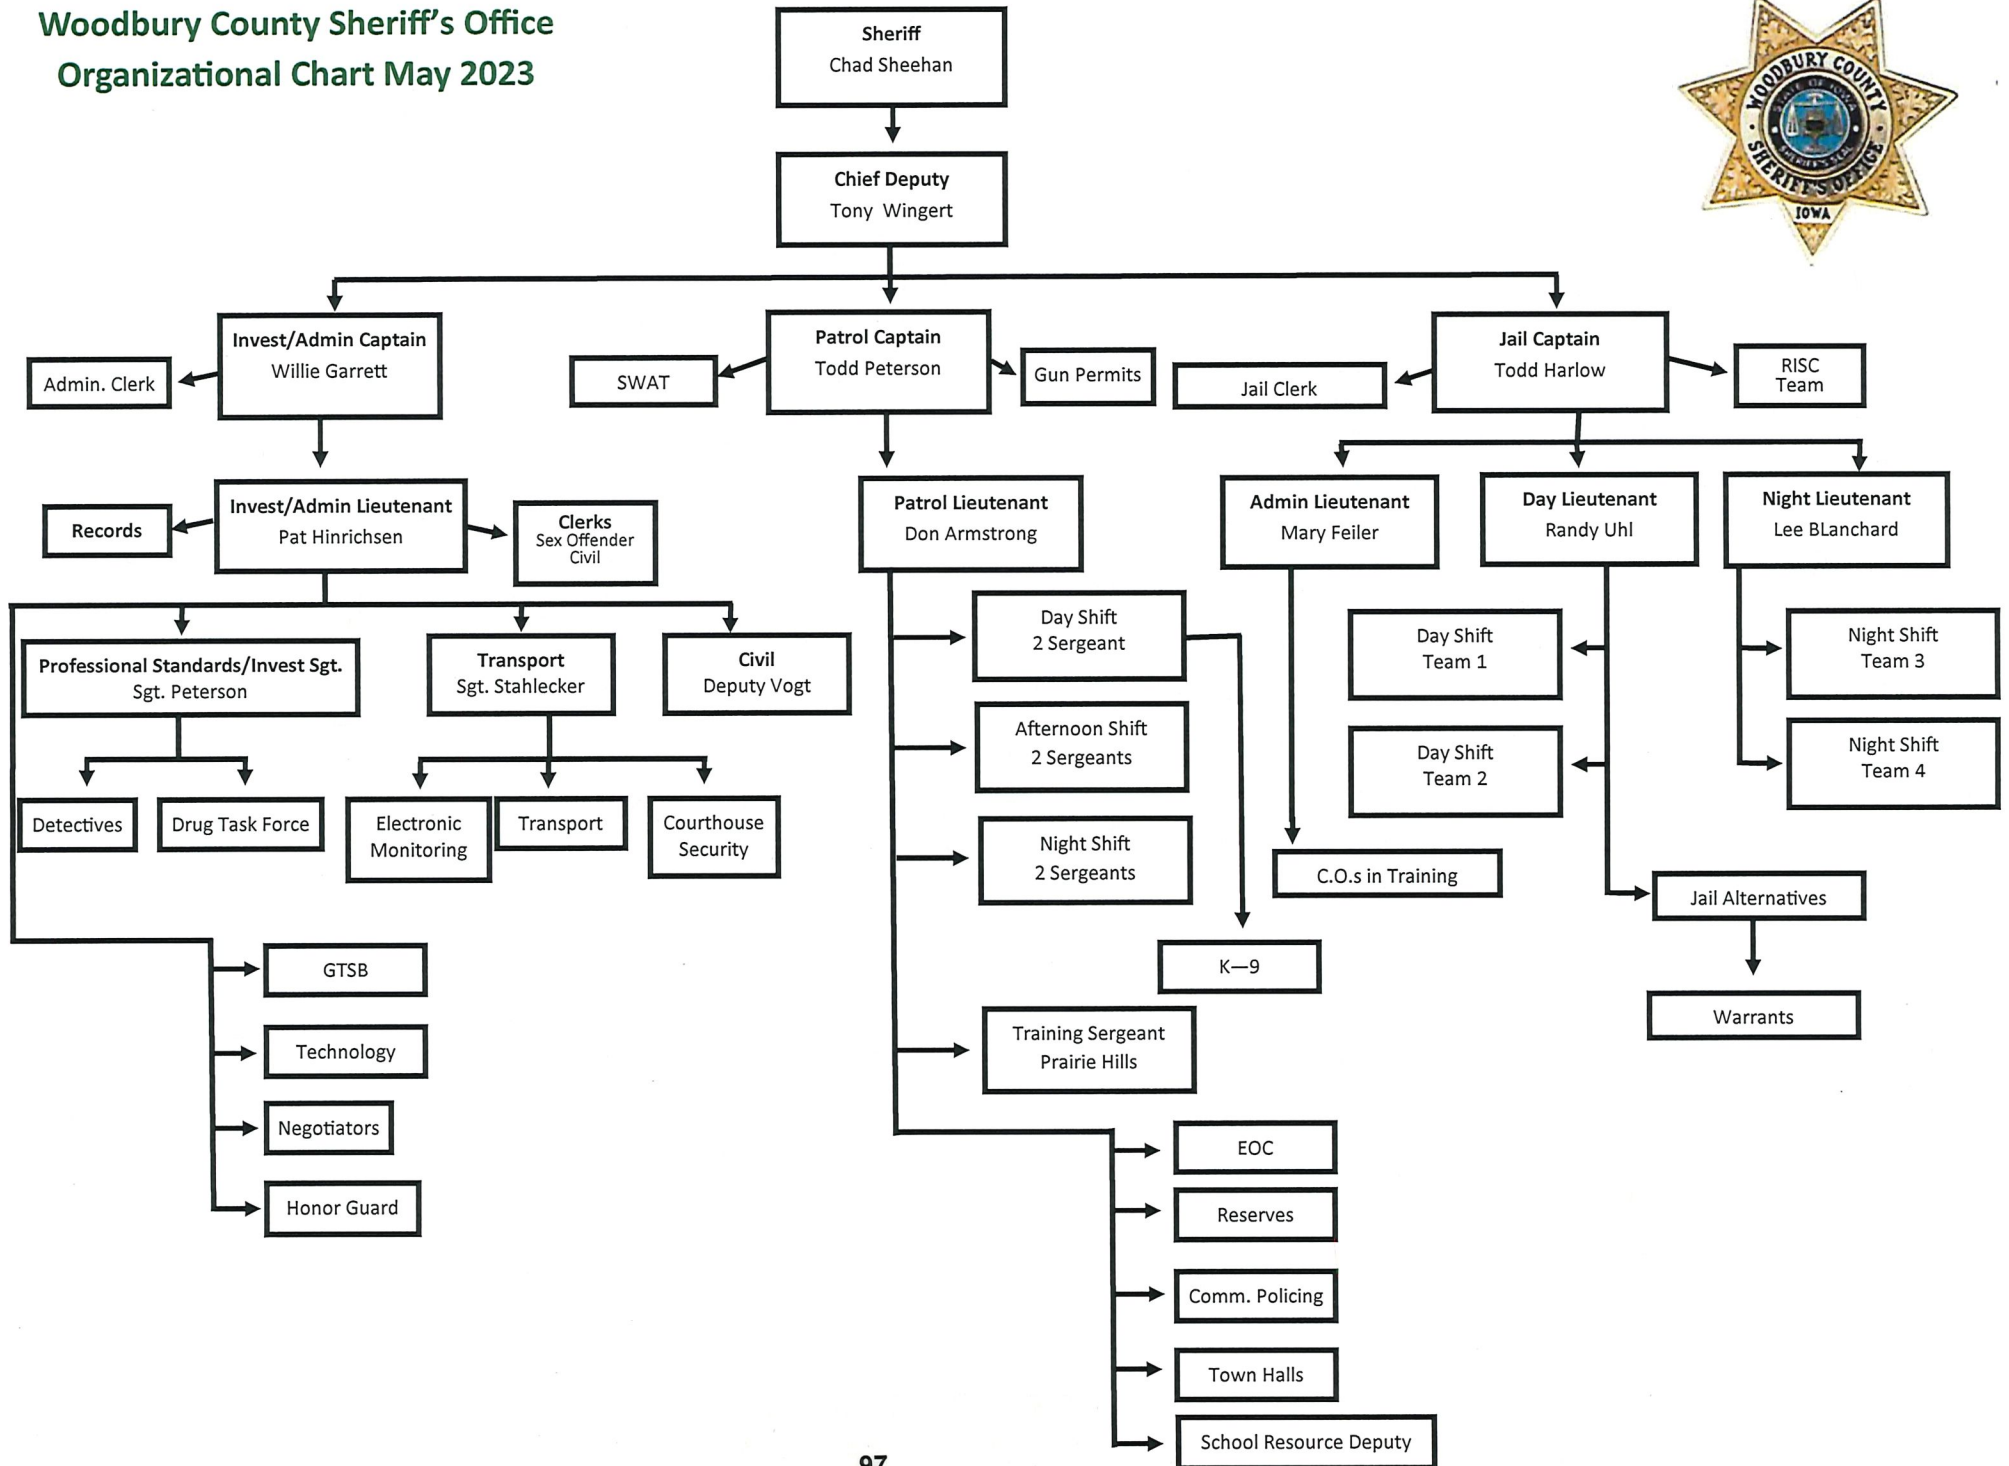 Woodbury County Sheriff's Office
Organizational Chart May 2023
Sheriff
Chad Sheehan
WOODBURY COUNTY
STATE OF IOWA
SHERIFF'S SEAL
SHERIFF'S OFFICE
IOWA
Chief Deputy
Tony Wingert
Invest/Admin Captain
Willie Garrett
Admin. Clerk
Patrol Captain
Todd Peterson
SWAT
Gun Permits
Jail Captain
Todd Harlow
Jail Clerk
RISC
Team
Invest/Admin Lieutenant
Pat Hinrichsen
Records
Clerks
Sex Offender
Civil
Patrol Lieutenant
Don Armstrong
Admin Lieutenant
Mary Feiler
Day Lieutenant
Randy Uhl
Night Lieutenant
Lee BLanchard
Professional Standards/Invest Sgt.
Sgt. Peterson
Transport
Sgt. Stahlecker
Civil
Deputy Vogt
Detectives
Drug Task Force
Electronic
Monitoring
Transport
Courthouse
Security
GTSB
Technology
Negotiators
Honor Guard
Day Shift
2 Sergeant
Afternoon Shift
2 Sergeants
Night Shift
2 Sergeants
K—9
Training Sergeant
Prairie Hills
EOC
Reserves
Comm. Policing
Town Halls
School Resource Deputy
C.O.s in Training
Day Shift
Team 1
Day Shift
Team 2
Jail Alternatives
Warrants
Night Shift
Team 3
Night Shift
Team 4
97